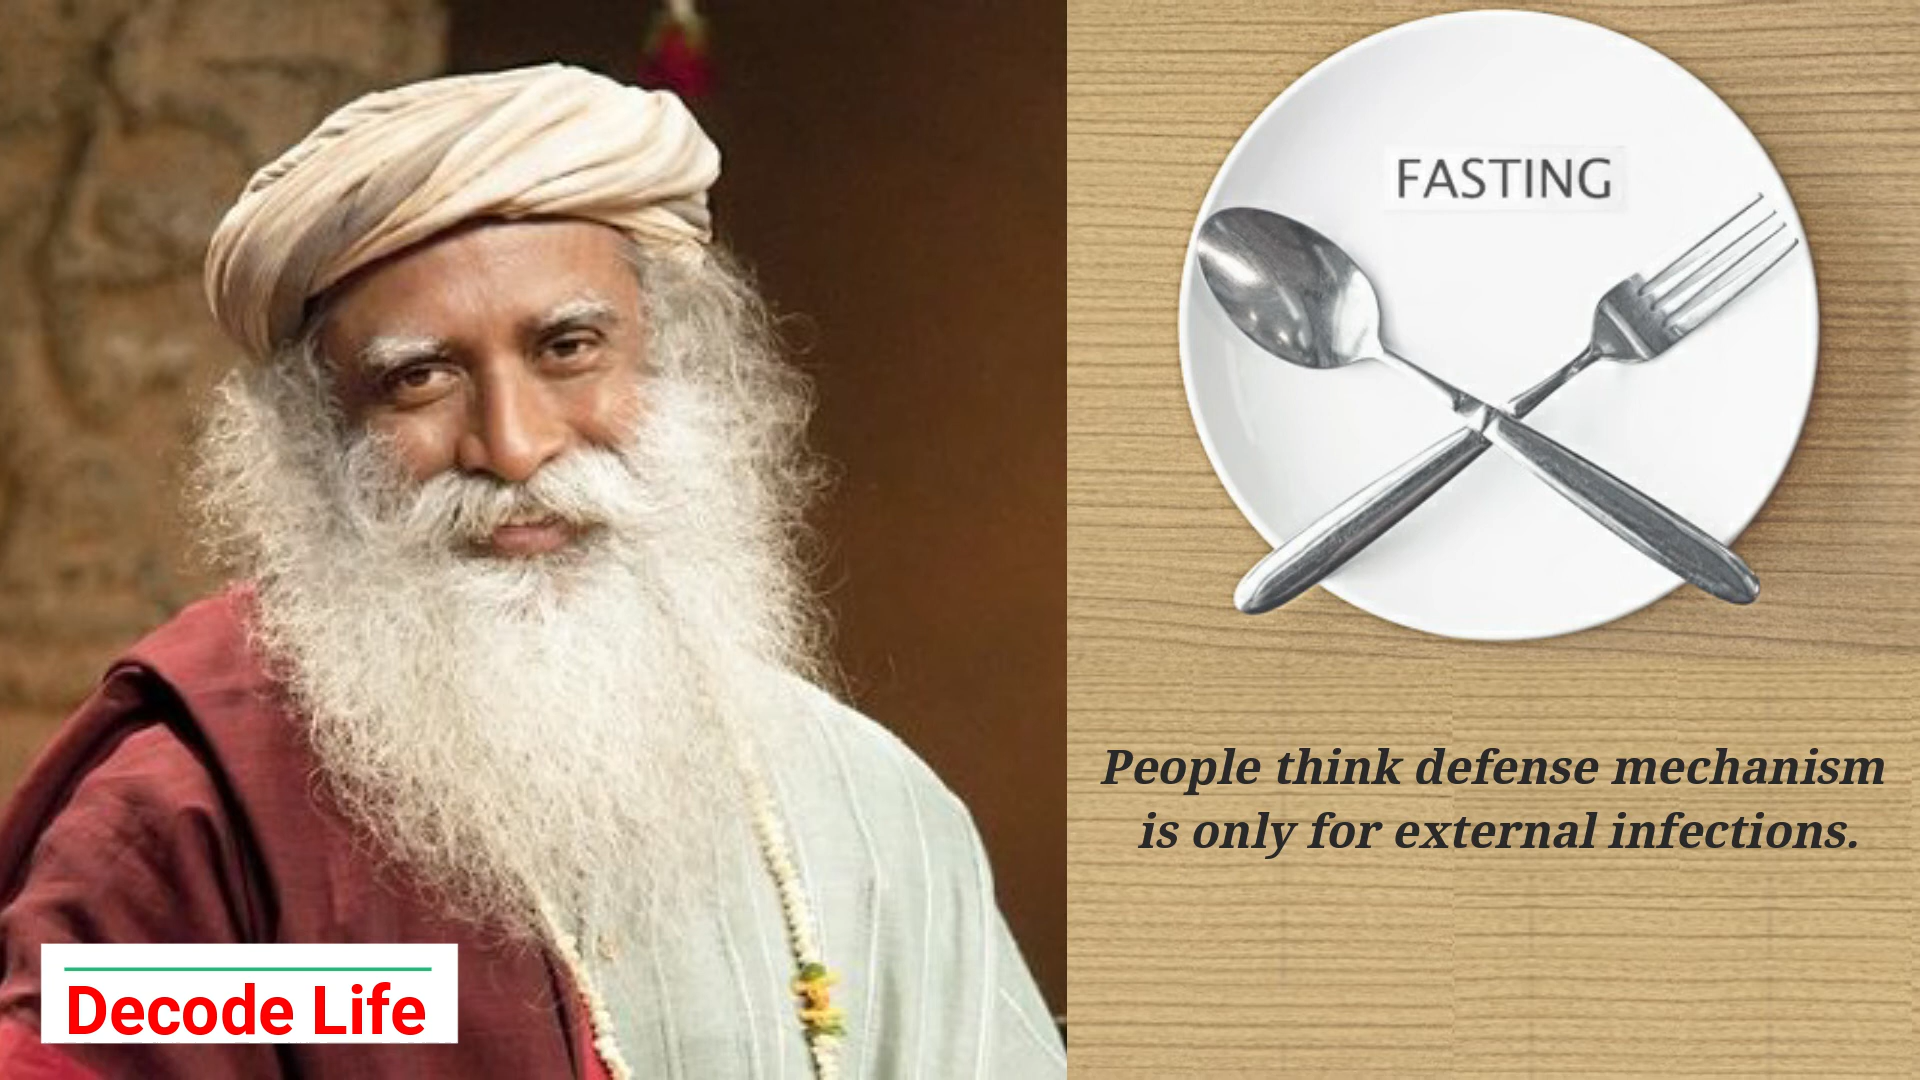 FASTING
People think defense mechanism
is only for external infections.
Decode Life